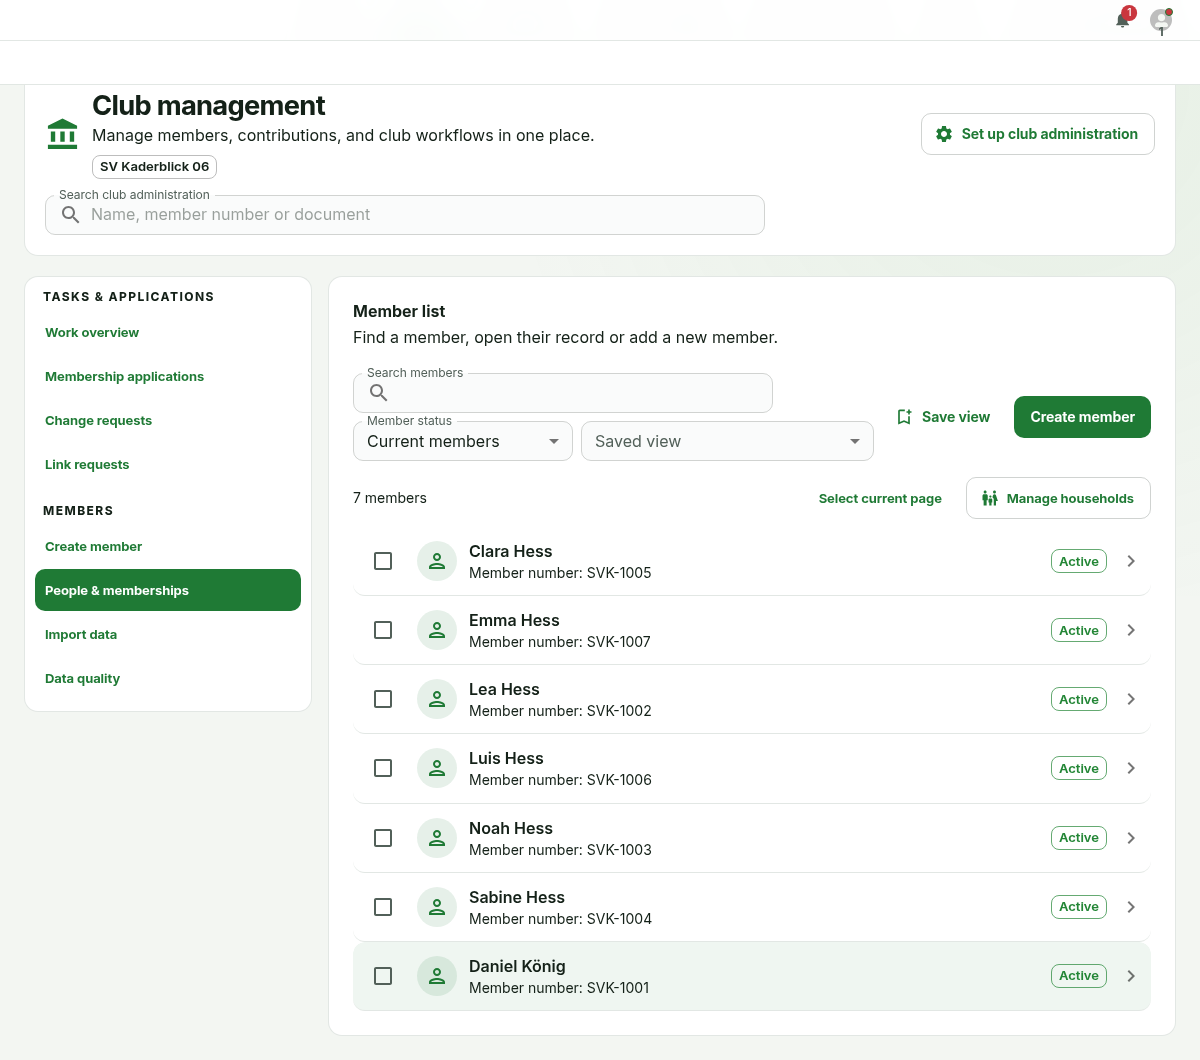 1
Club management
Manage members, contributions, and club workflows in one place.
SV Kaderblick 06
Set up club administration
Search club administration
Name, member number or document
TASKS & APPLICATIONS
Work overview
Membership applications
Change requests
Link requests
MEMBERS
Create member
People & memberships
Import data
Data quality
Member list
Find a member, open their record or add a new member.
Search members
Member status
Current members
Saved view
Save view
Create member
7 members
Select current page
Manage households
Clara Hess
Member number: SVK-1005
Active
Emma Hess
Member number: SVK-1007
Active
Lea Hess
Member number: SVK-1002
Active
Luis Hess
Member number: SVK-1006
Active
Noah Hess
Member number: SVK-1003
Active
Sabine Hess
Member number: SVK-1004
Active
Daniel König
Member number: SVK-1001
Active